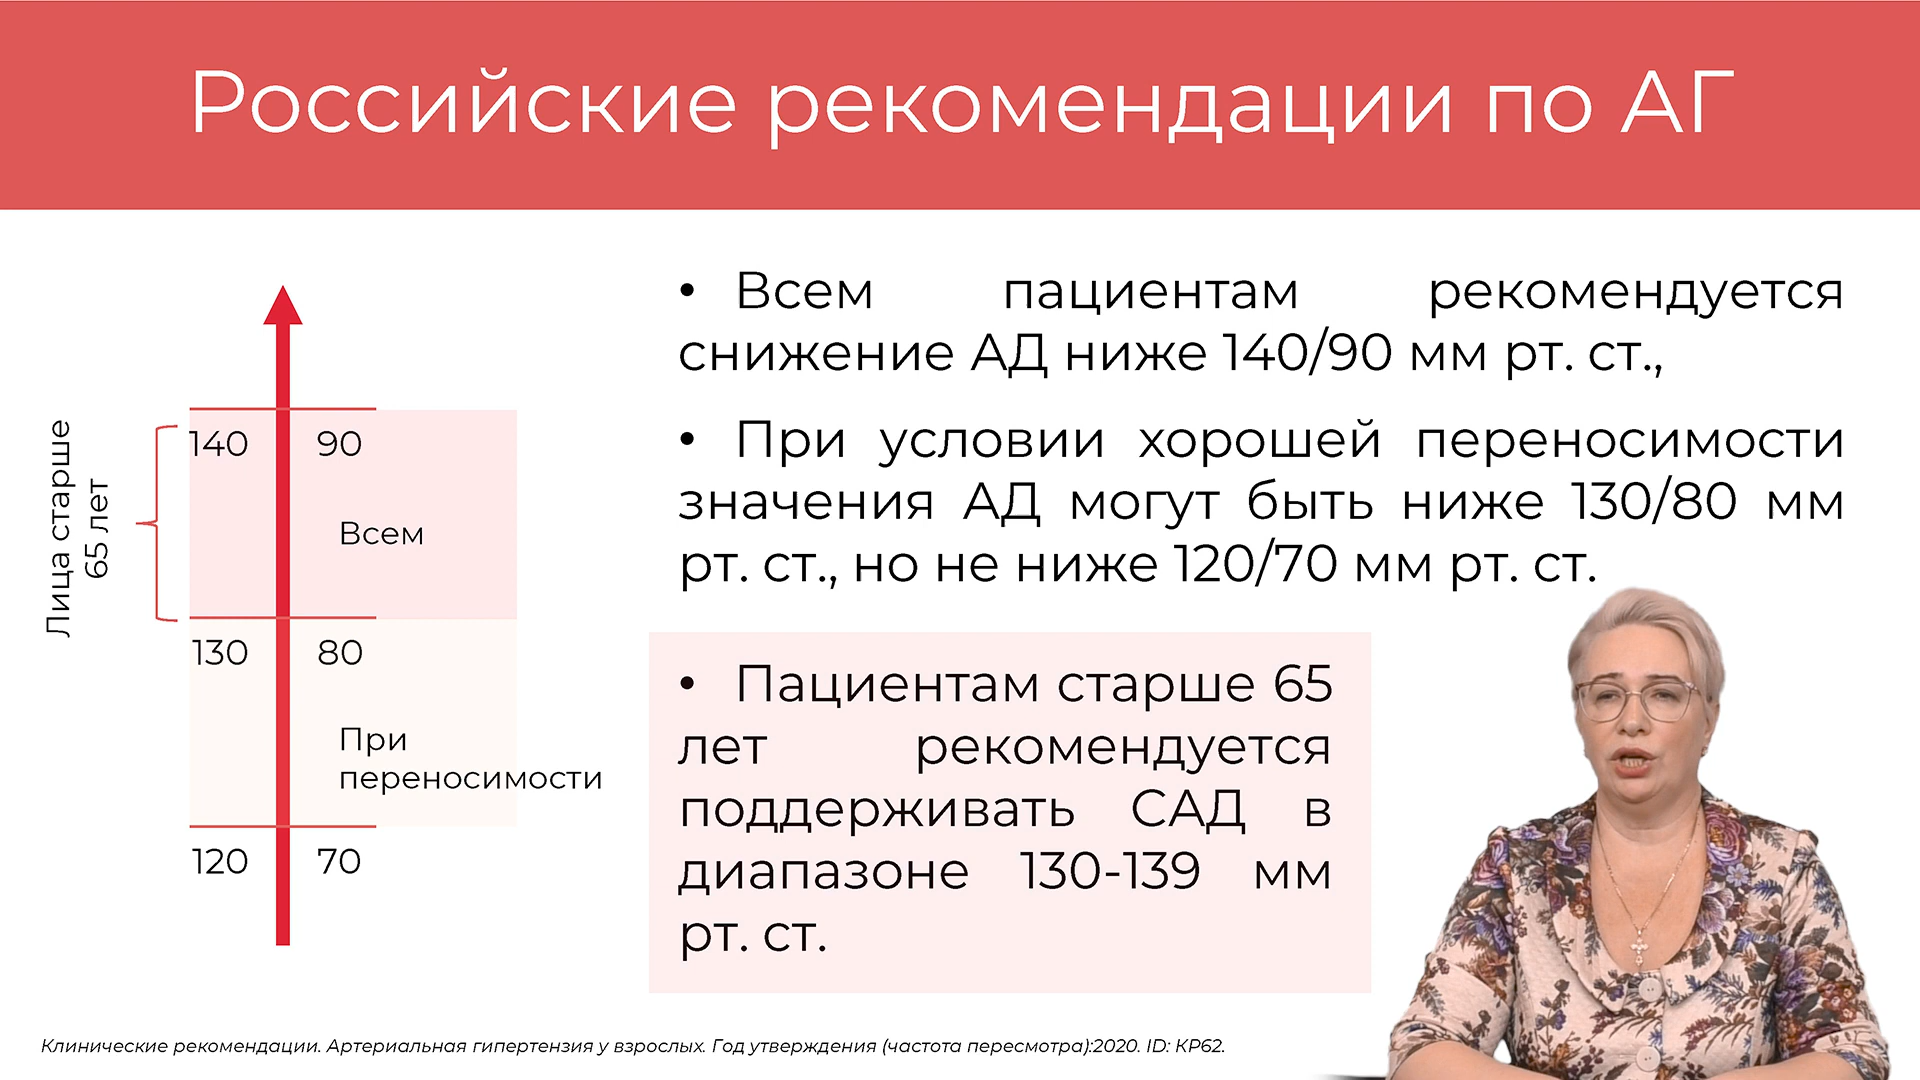 Российские рекомендации по АГ
Лица старше
65 лет
140 90
Всем
130 80
При
переносимости
120 70
• Всем пациентам рекомендуется
снижение АД ниже 140/90 мм рт. ст.,
• При условии хорошей переносимости
значения АД могут быть ниже 130/80 мм
рт. ст., но не ниже 120/70 мм рт. ст.
• Пациентам старше 65
лет рекомендуется
поддерживать САД в
диапазоне 130-139 мм
рт. ст.
Клинические рекомендации. Артериальная гипертензия у взрослых. Год утверждения (частота пересмотра):2020. ID: КР62.